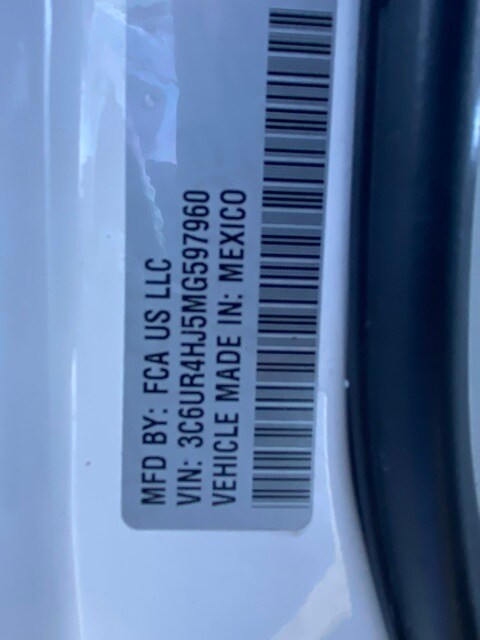 MFD BY: FCA US LLC
VIN: 3C6UR4HJ5MG597960
VEHICLE MADE IN: MEXICO